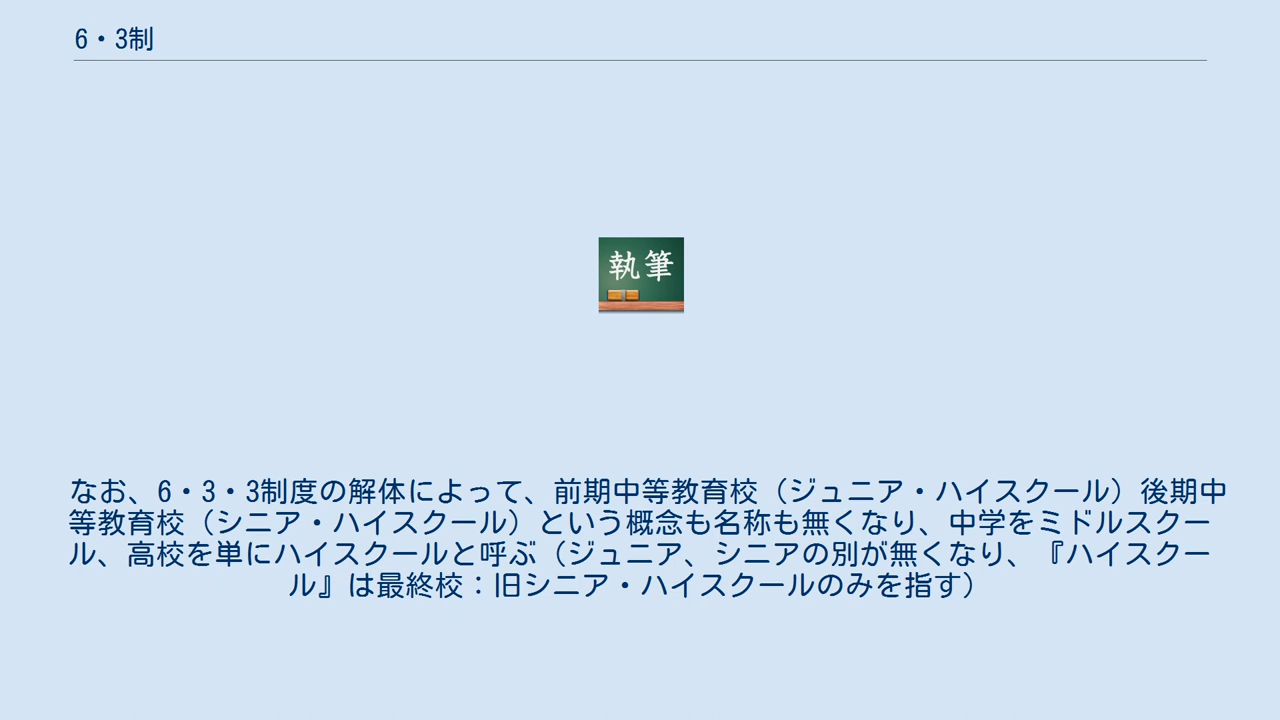 6・3制
執筆
なお、6・3・3制度の解体によって、前期中等教育校（ジュニア・ハイスクール）後期中
等教育校（シニア・ハイスクール）という概念も名称も無くなり、中学をミドルスクー
ル、高校を単にハイスクールと呼ぶ（ジュニア、シニアの別が無くなり、『ハイスクー
ル』は最終校：旧シニア・ハイスクールのみを指す）